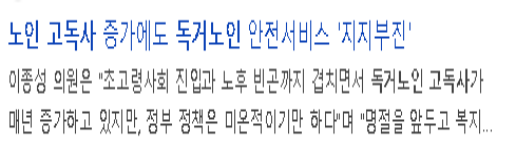 노인 고독사 증가에도 독거노인 안전서비스 '지지부진'
이종성 의원은 "초고령사회 진입과 노후 빈곤까지 겹치면서 독거노인 고독사가
매년 증가하고 있지만, 정부 정책은 미온적이기만 하다"며 "명절을 앞두고 복지...